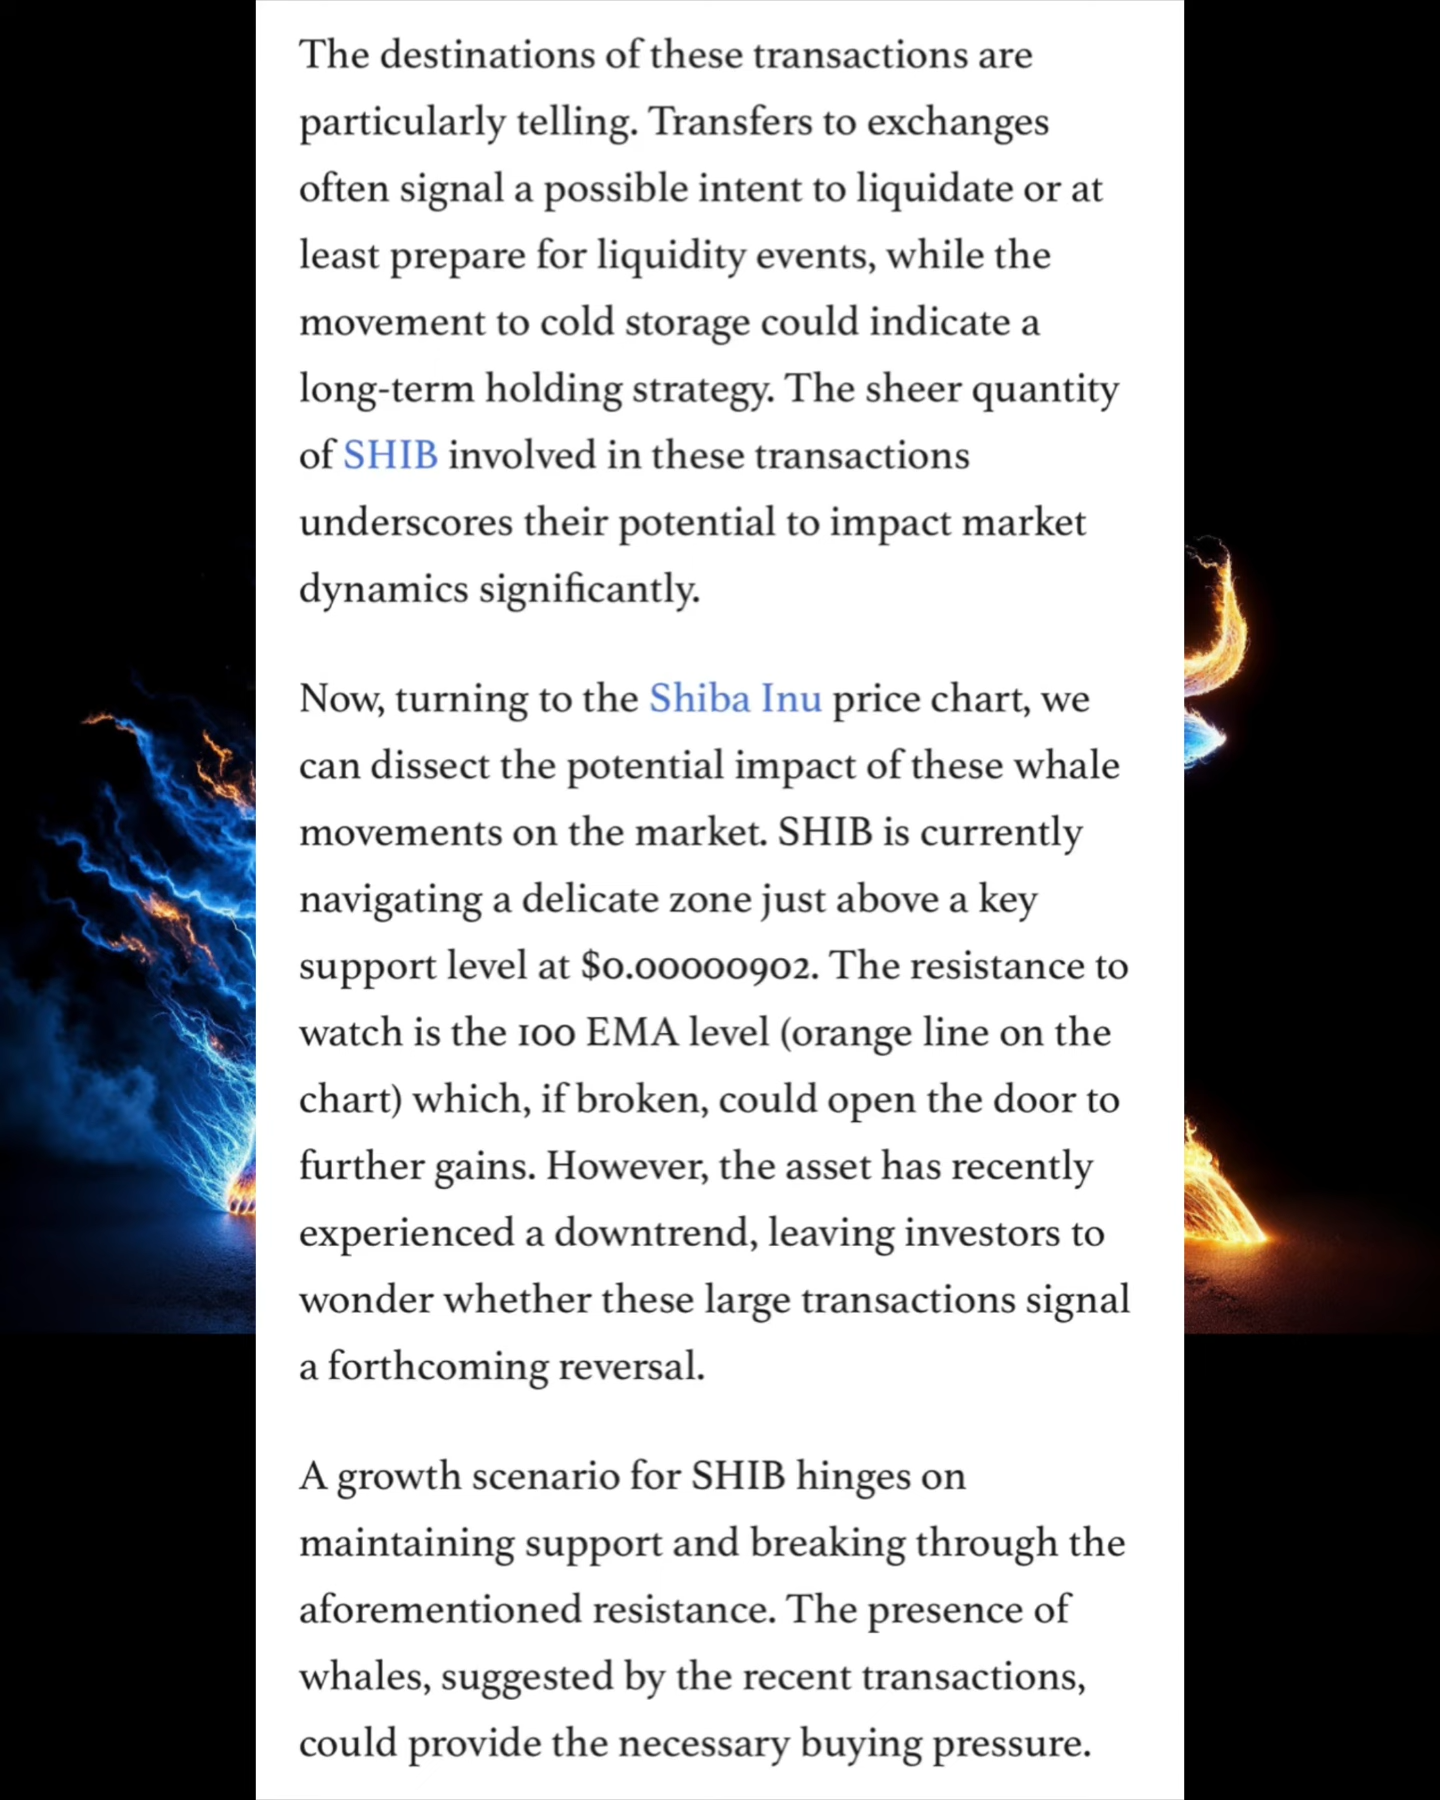 The destinations of these transactions are
particularly telling. Transfers to exchanges
often signal a possible intent to liquidate or at
least prepare for liquidity events, while the
movement to cold storage could indicate a
long-term holding strategy. The sheer quantity
of SHIB involved in these transactions
underscores their potential to impact market
dynamics significantly.
Now, turning to the Shiba Inu price chart, we
can dissect the potential impact of these whale
movements on the market. SHIB is currently
navigating a delicate zone just above a key
support level at $0.00000902. The resistance to
watch is the 100 EMA level (orange line on the
chart) which, if broken, could open the door to
further gains. However, the asset has recently
experienced a downtrend, leaving investors to
wonder whether these large transactions signal
a forthcoming reversal.
A growth scenario for SHIB hinges on
maintaining support and breaking through the
aforementioned resistance. The presence of
whales, suggested by the recent transactions,
could provide the necessary buying pressure.